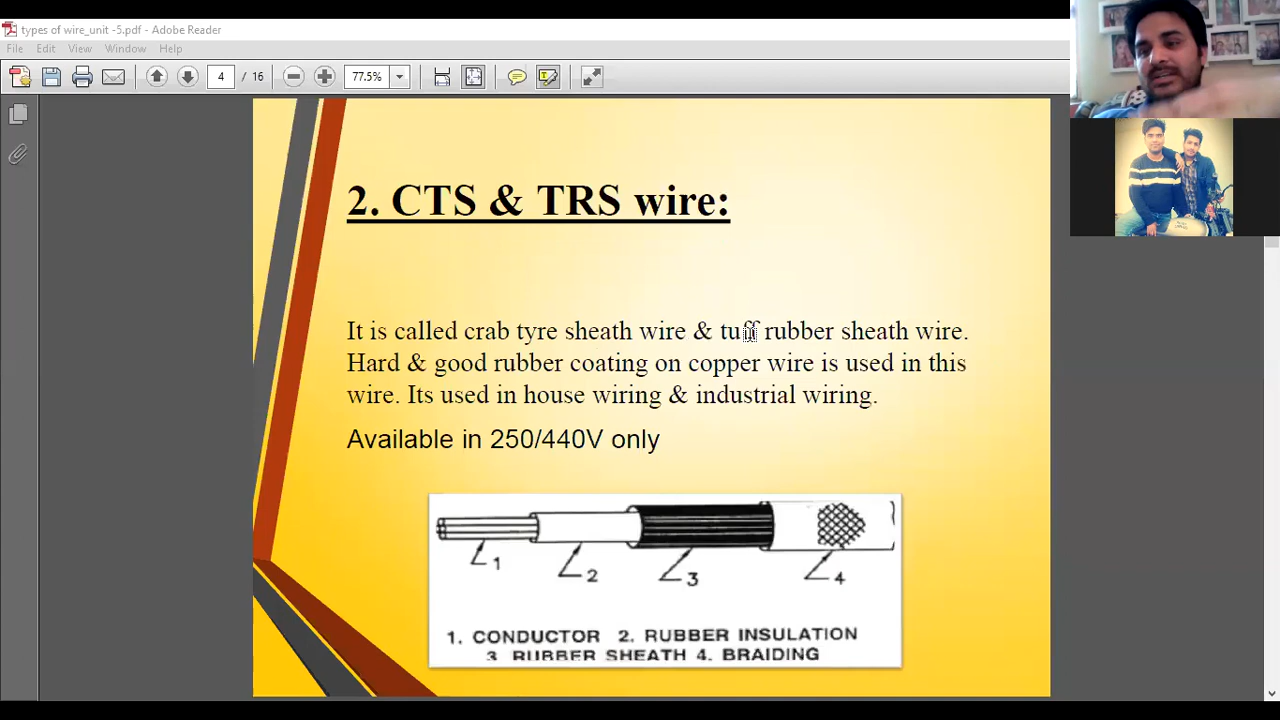 types of wire_unit -5.pdf - Adobe Reader
File Edit View Window Help
4 / 16 77.5%
2. CTS & TRS wire:
It is called crab tyre sheath wire & tuff rubber sheath wire.
Hard & good rubber coating on copper wire is used in this
wire. Its used in house wiring & industrial wiring.
Available in 250/440V only
1 2 3 4
1. CONDUCTOR 2. RUBBER INSULATION
3 RUBBER SHEATH 4. BRAIDING